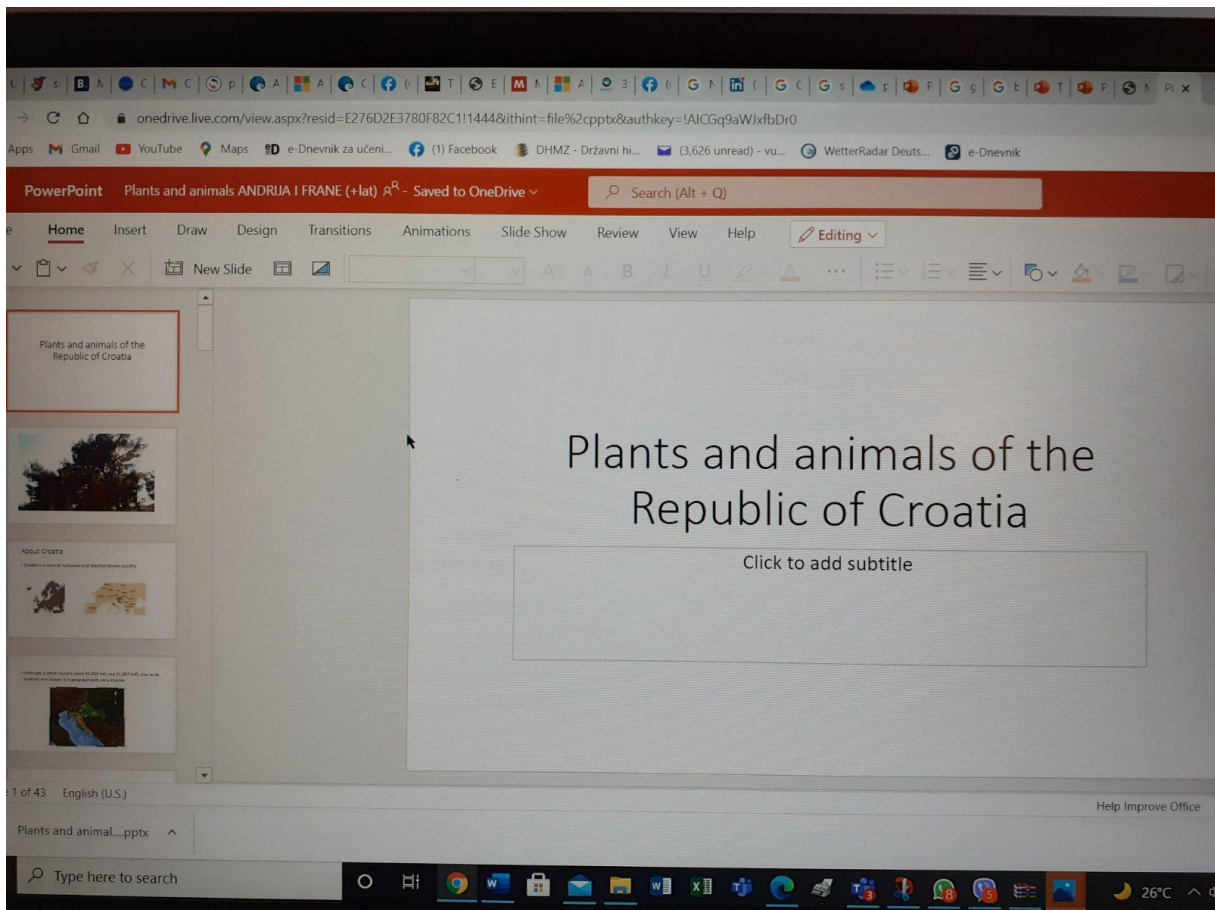 onedrive.live.com/view.aspx?resid=E276D2E3780F82C1!1444&ithint=file%2cpptx&authkey=!AICGq9aWJxfbDr0
Apps Gmail YouTube Maps e-Dnevnik za učeni... (1) Facebook DHMZ - Državni hi... (3,626 unread) - vu... WetterRadar Deuts... e-Dnevnik
PowerPoint Plants and animals ANDRIJA I FRANE (+lat) - Saved to OneDrive Search (Alt + Q)
Home Insert Draw Design Transitions Animations Slide Show Review View Help Editing
New Slide
Plants and animals of the
Republic of Croatia
About Croatia
Plants and animals of the
Republic of Croatia
Click to add subtitle
1 of 43 English (U.S.)
Help Improve Office
Plants and animal....pptx
Type here to search
26°C